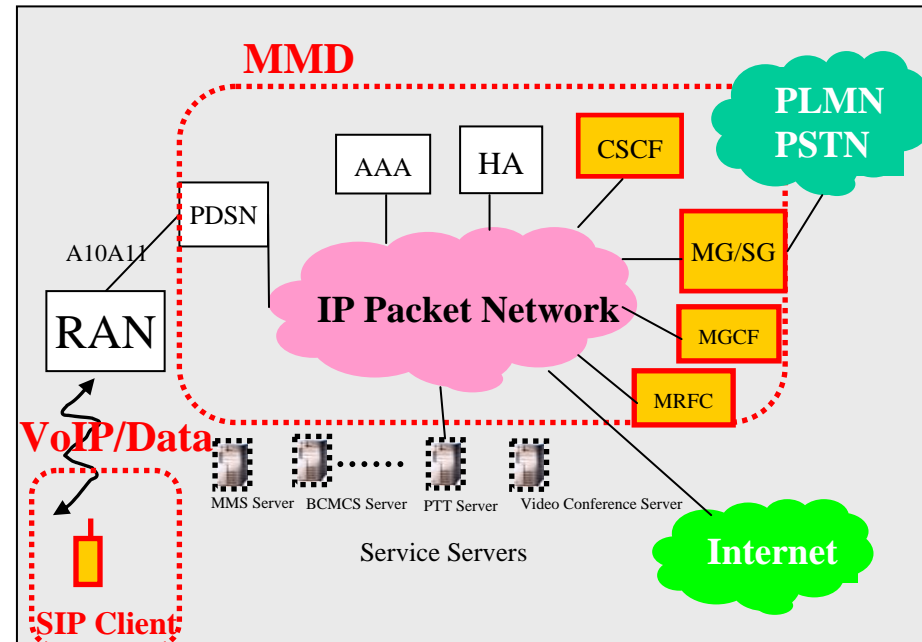 MMD
PLMN
PSTN
CSCF
AAA
HA
PDSN
MG/SG
A10A11
IP Packet Network
RAN
MGCF
MRFC
VoIP/Data
MMS Server
BCMCS Server
PTT Server
Video Conference Server
Service Servers
Internet
SIP Client